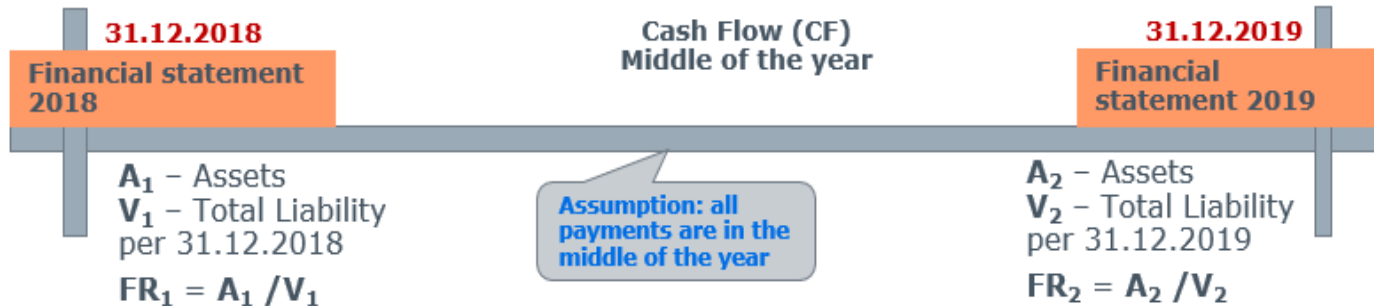 31.12.2018
Financial statement
2018
Cash Flow (CF)
Middle of the year
31.12.2019
Financial
statement 2019
A₁ – Assets
V₁ – Total Liability
per 31.12.2018
FR₁ = A₁ /V₁
Assumption: all
payments are in the
middle of the year
A₂ – Assets
V₂ – Total Liability
per 31.12.2019
FR₂ = A₂ /V₂